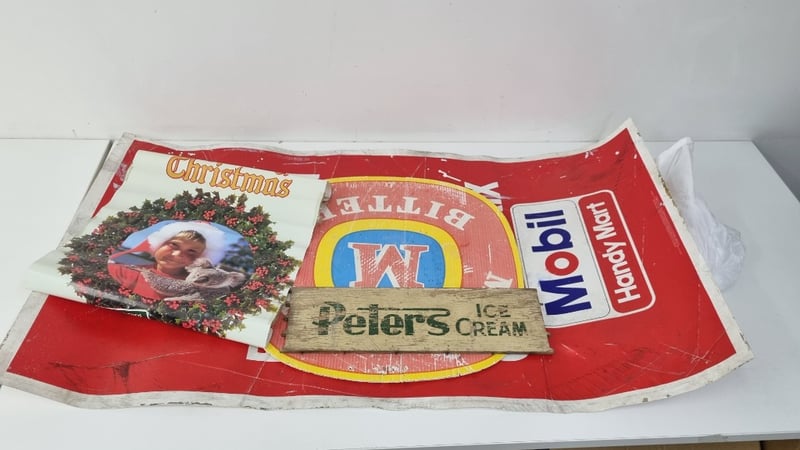 Christmas
BITTER
M
Peters
ICE
CREAM
Mobil
Handy Mart